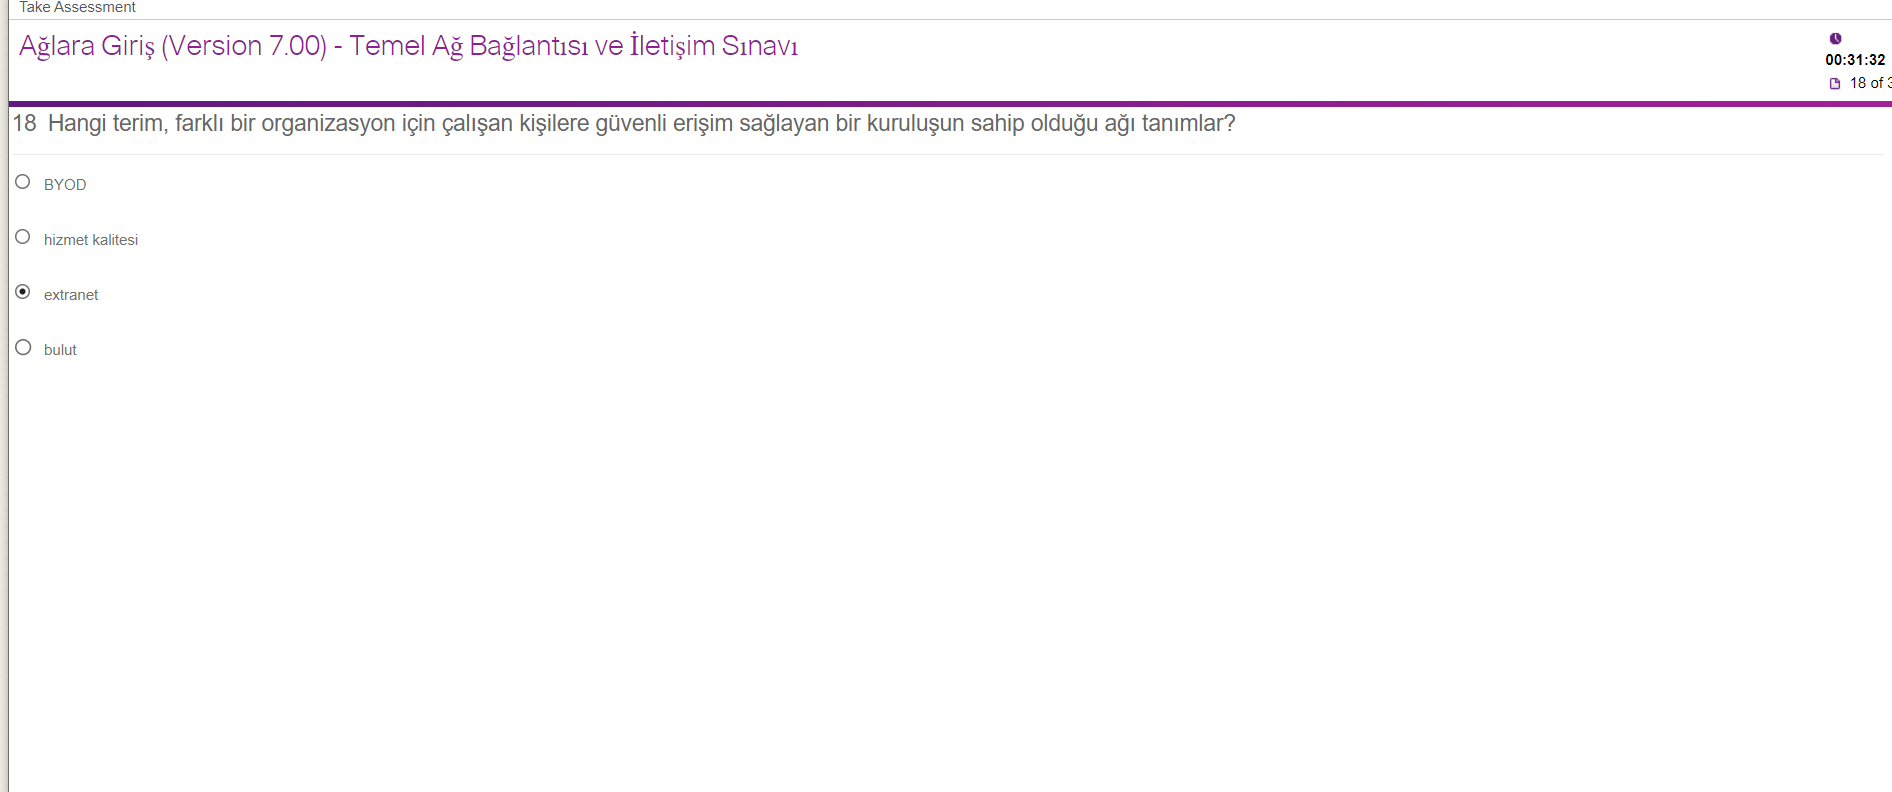 Take Assessment
Ağlara Giriş (Version 7.00) - Temel Ağ Bağlantısı ve İletişim Sınavı
00:31:32
18 of 3
18 Hangi terim, farklı bir organizasyon için çalışan kişilere güvenli erişim sağlayan bir kuruluşun sahip olduğu ağı tanımlar?
BYOD
hizmet kalitesi
extranet
bulut